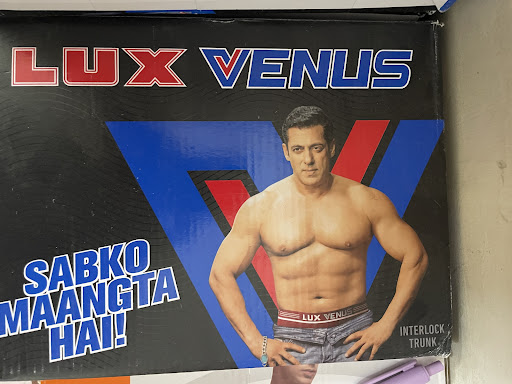 LUX VENUS
SABKO
MAANGTA
HAI!
LUX VENUS
INTERLOCK
TRUNK